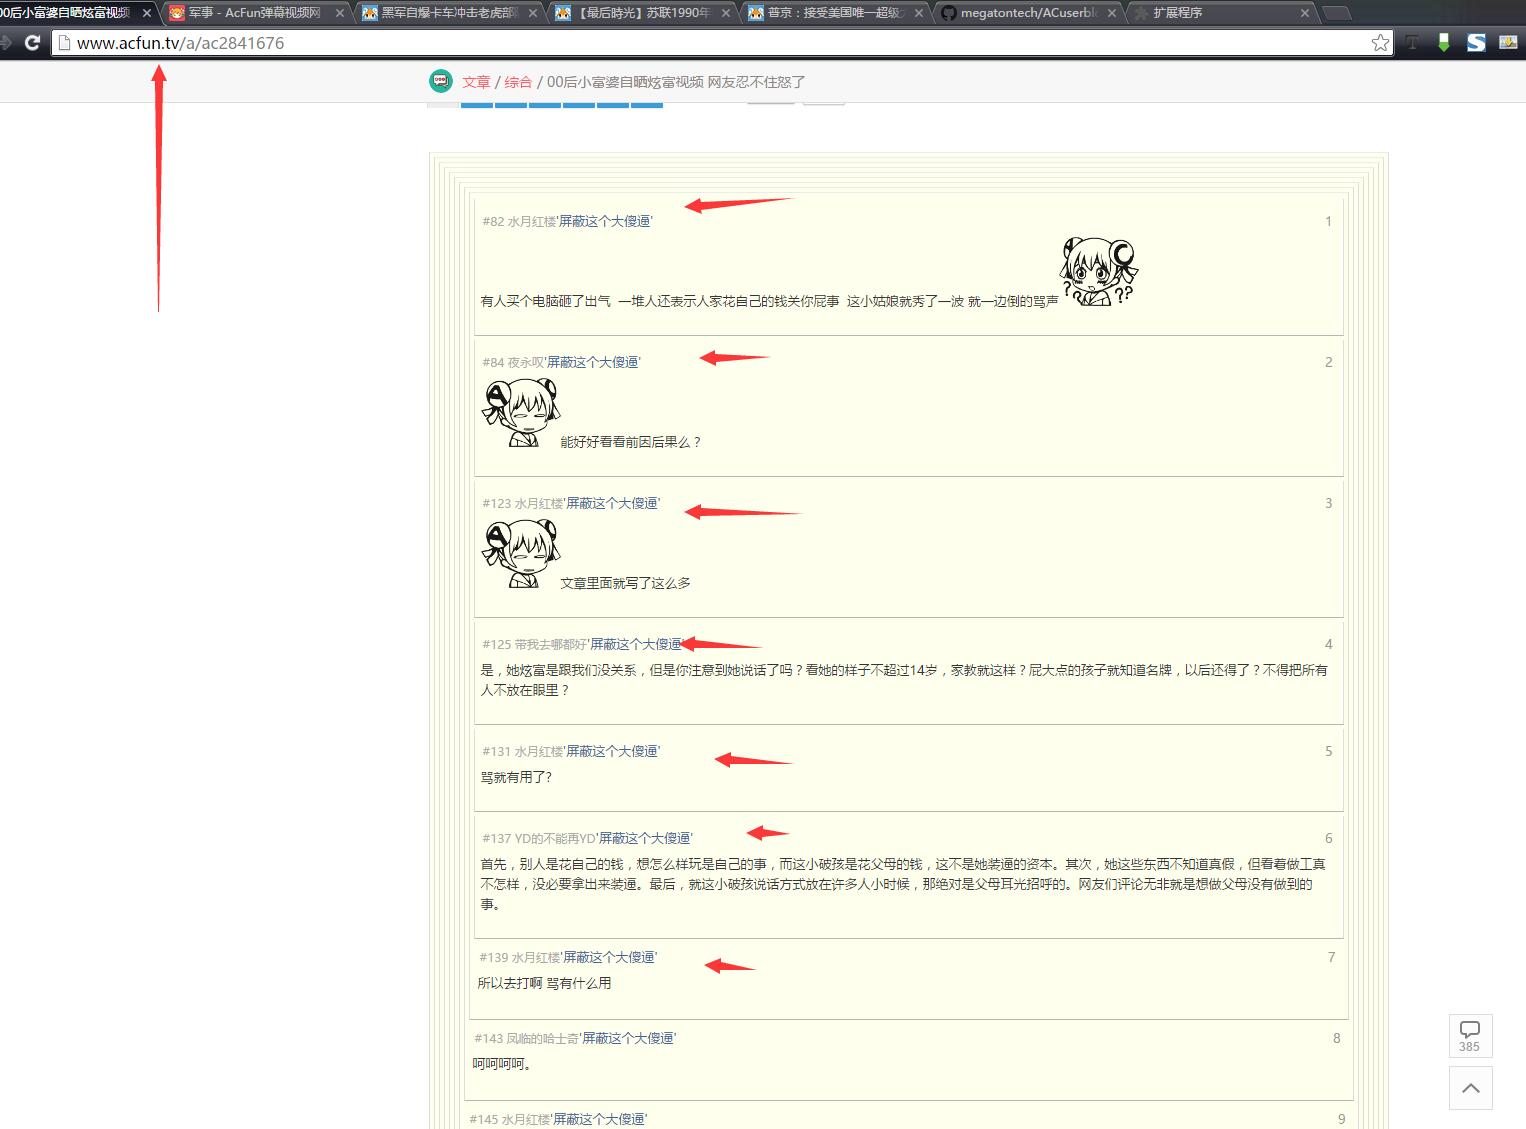 00后小富婆自晒炫富视频
军事 - AcFun弹幕视频网
黑军自爆卡车冲击老虎部
【最后時光】苏联1990年
普京：接受美国唯一超级
megatontech/ACuserblo
扩展程序
www.acfun.tv/a/ac2841676
文章 / 综合 / 00后小富婆自晒炫富视频 网友忍不住怒了
#82 水月红楼'屏蔽这个大傻逼' 1
有人买个电脑砸了出气 一堆人还表示人家花自己的钱关你屁事 这小姑娘就秀了一波 就一边倒的骂声
#84 夜永叹'屏蔽这个大傻逼' 2
能好好看看前因后果么？
#123 水月红楼'屏蔽这个大傻逼' 3
文章里面就写了这么多
#125 带我去哪都好'屏蔽这个大傻逼' 4
是，她炫富是跟我们没关系，但是你注意到她说话了吗？看她的样子不超过14岁，家教就这样？屁大点的孩子就知道名牌，以后还得了？不得把所有
人不放在眼里？
#131 水月红楼'屏蔽这个大傻逼' 5
骂就有用了?
#137 YD的不能再YD'屏蔽这个大傻逼' 6
首先，别人是花自己的钱，想怎么样玩是自己的事，而这小破孩是花父母的钱，这不是她装逼的资本。其次，她这些东西不知道真假，但看着做工真
不怎样，没必要拿出来装逼。最后，就这小破孩说话方式放在许多人小时候，那绝对是父母耳光招呼的。网友们评论无非就是想做父母没有做到的
事。
#139 水月红楼'屏蔽这个大傻逼' 7
所以去打啊 骂有什么用
#143 凤临的哈士奇'屏蔽这个大傻逼' 8
呵呵呵呵。
385
#145 水月红楼'屏蔽这个大傻逼' 9